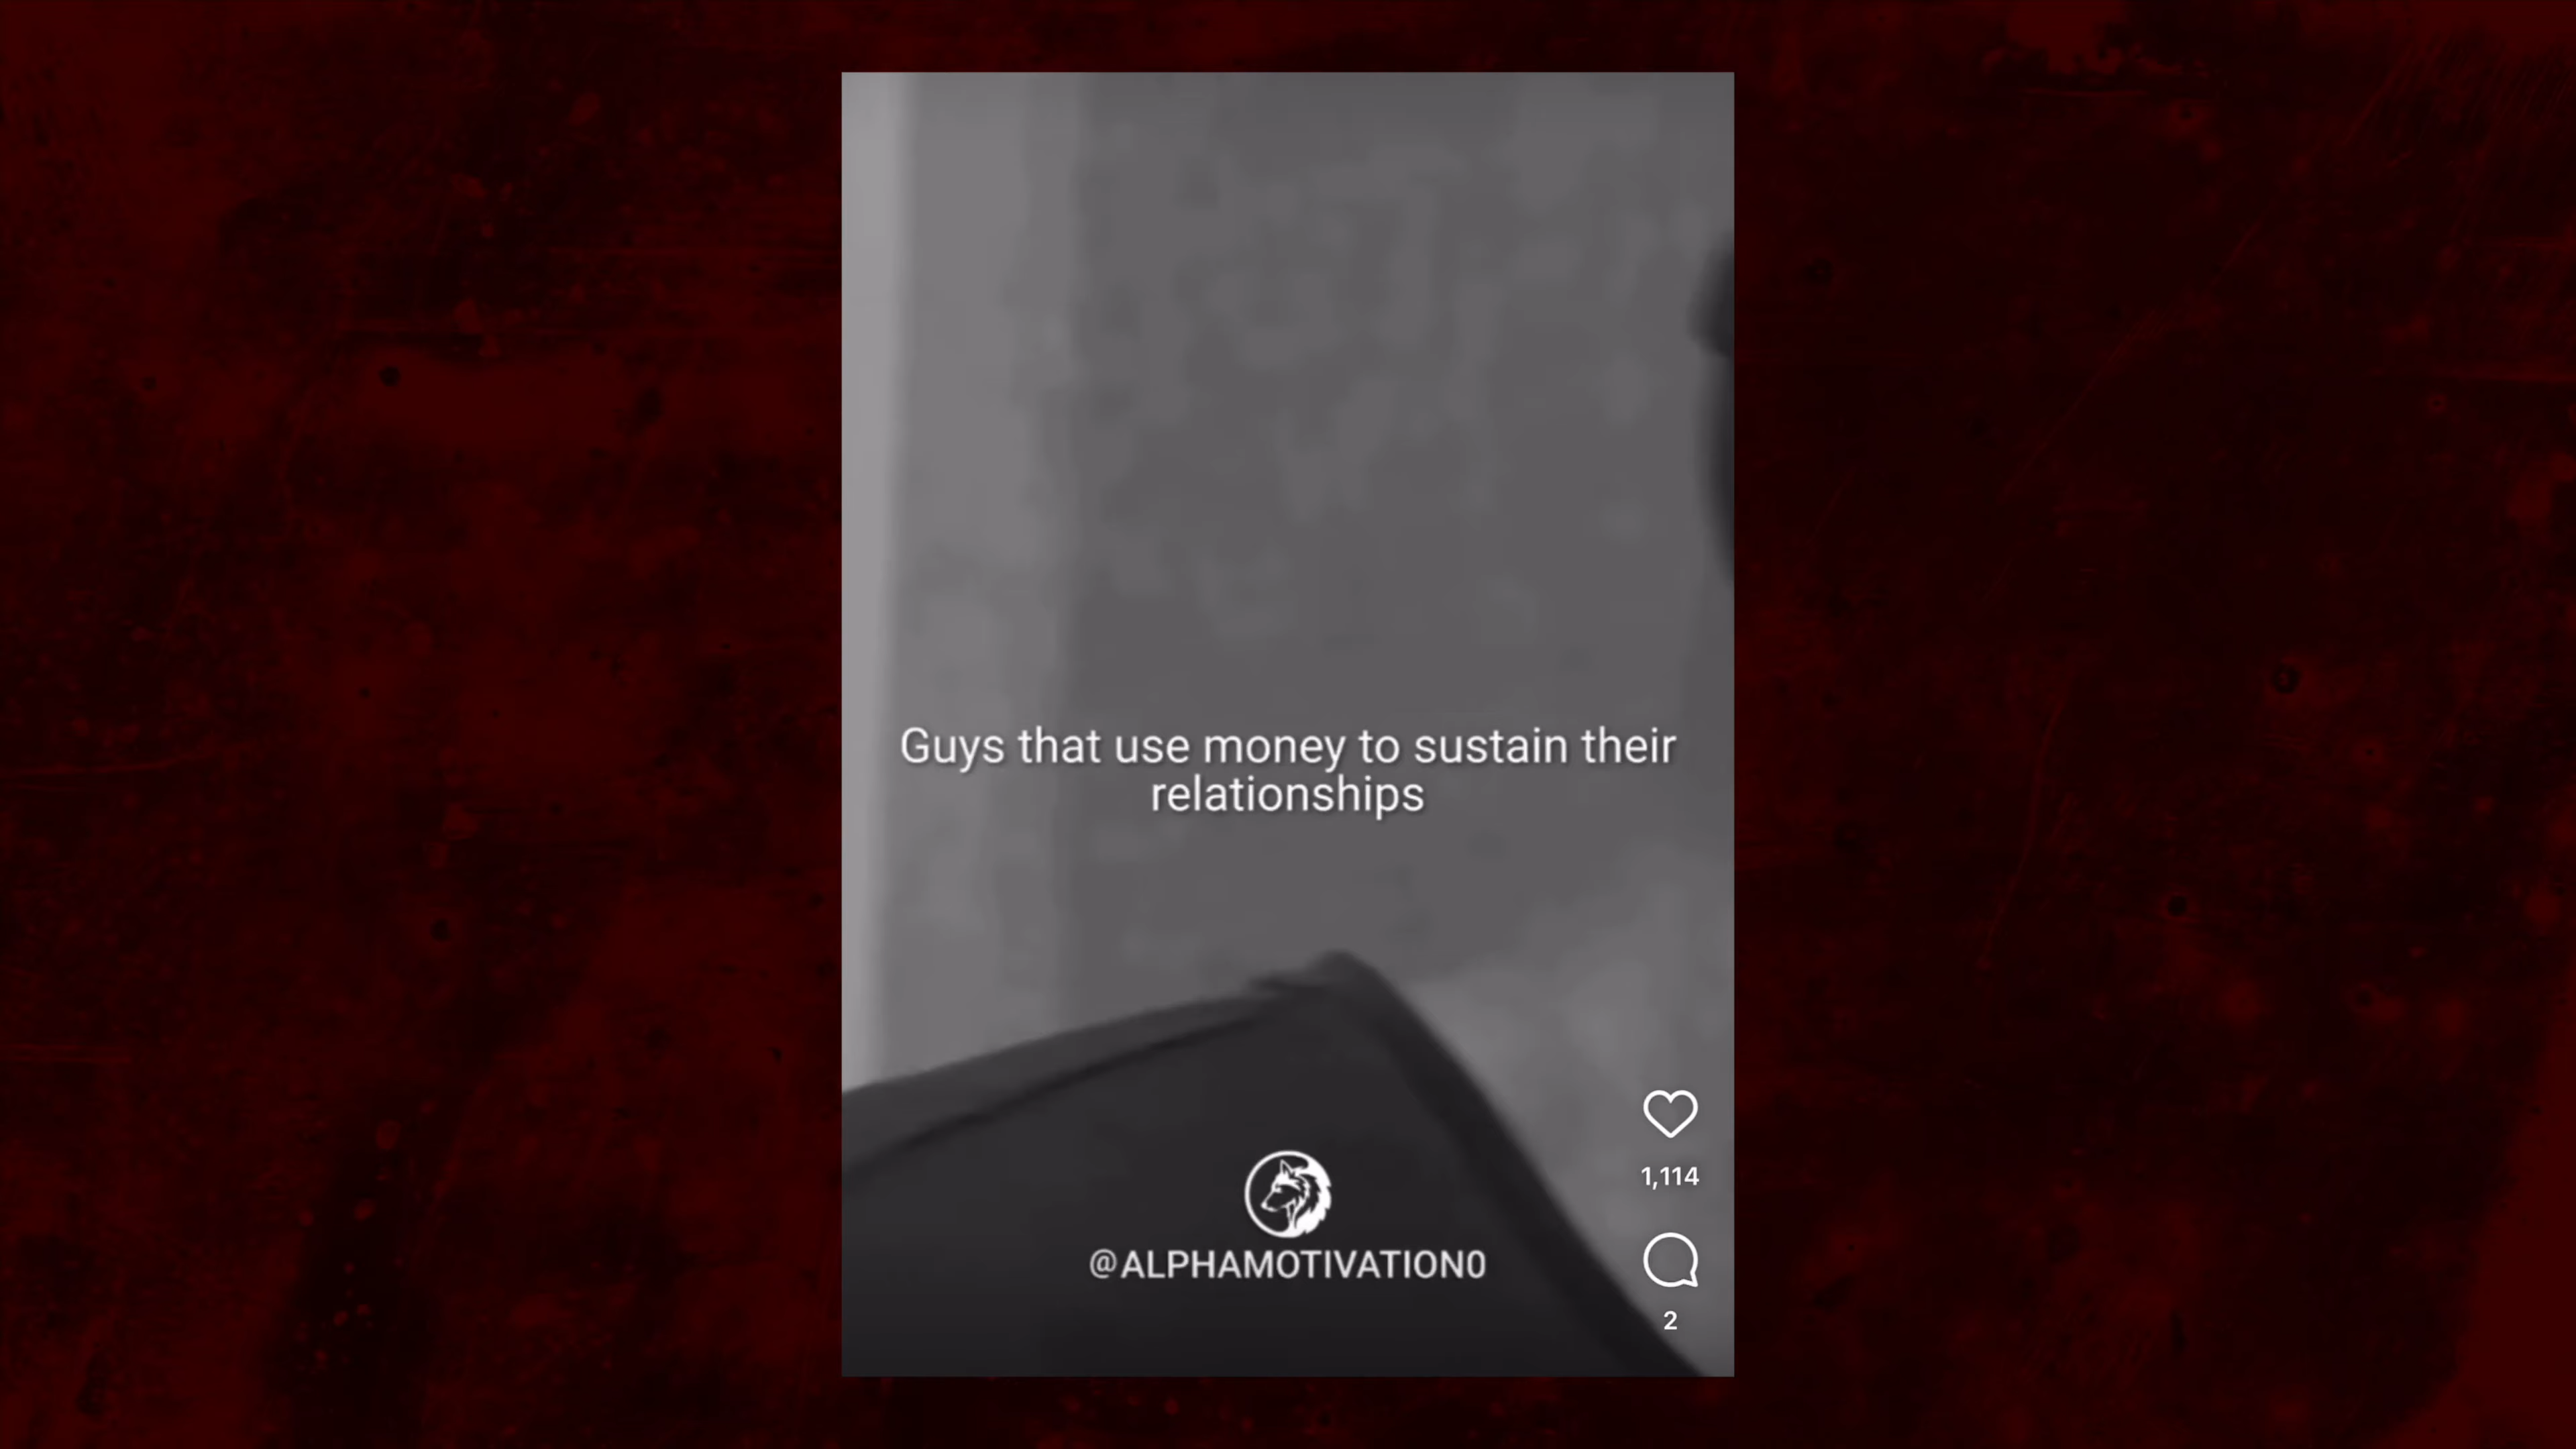 Guys that use money to sustain their
relationships
1,114
@ALPHAMOTIVATION0
2